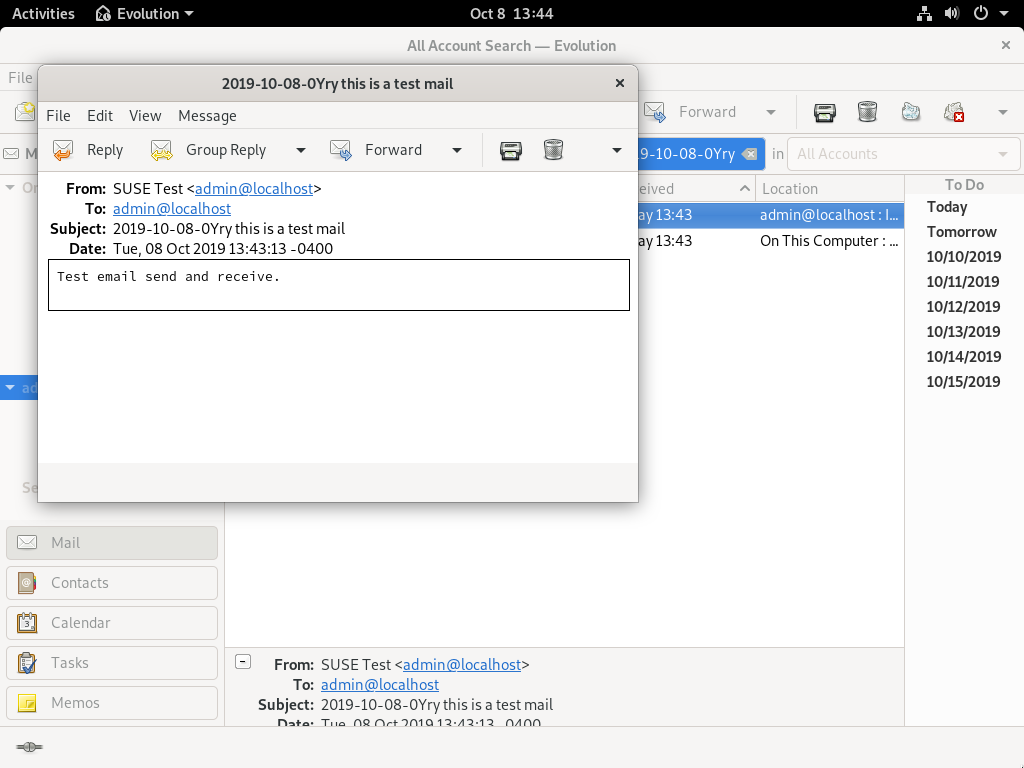 Activities Evolution Oct 8 13:44
All Account Search — Evolution
File
2019-10-08-0Yry this is a test mail
File Edit View Message
Reply Group Reply Forward
From: SUSE Test <admin@localhost>
To: admin@localhost
Subject: 2019-10-08-0Yry this is a test mail
Date: Tue, 08 Oct 2019 13:43:13 -0400
Test email send and receive.
Forward
9-10-08-0Yry in All Accounts
eived Location
ay 13:43 admin@localhost : I...
ay 13:43 On This Computer : ...
To Do
Today
Tomorrow
10/10/2019
10/11/2019
10/12/2019
10/13/2019
10/14/2019
10/15/2019
M
On
ad
Se
Mail
Contacts
Calendar
3
Tasks
Memos
From: SUSE Test <admin@localhost>
To: admin@localhost
Subject: 2019-10-08-0Yry this is a test mail
Date: Tue, 08 Oct 2019 13:43:13 -0400